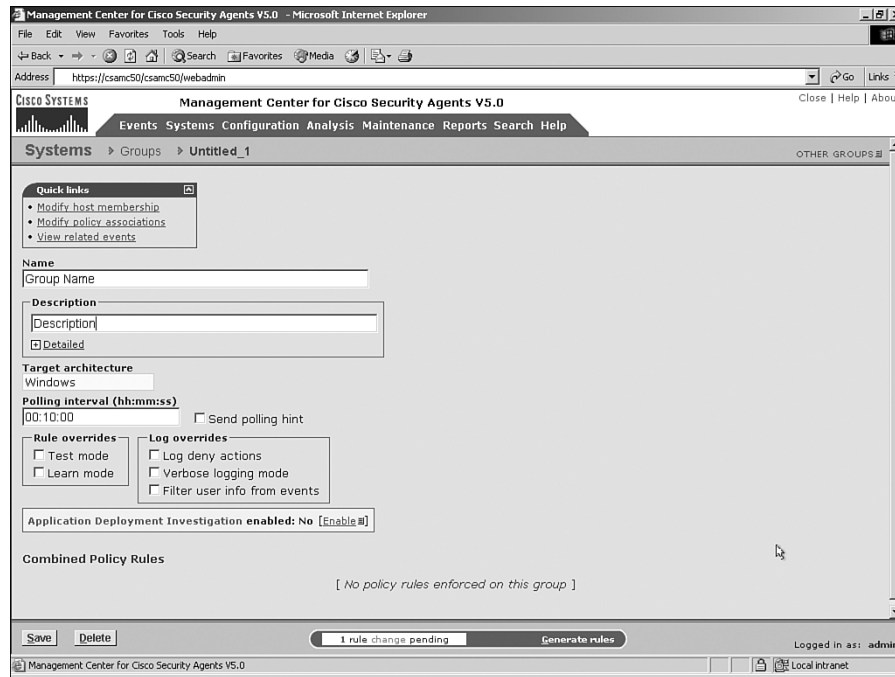 Management Center for Cisco Security Agents V5.0 - Microsoft Internet Explorer
File Edit View Favorites Tools Help
Back Search Favorites Media
Address https://csamc50/csamc50/webadmin Go Links
CISCO SYSTEMS
Management Center for Cisco Security Agents V5.0
Close | Help | Abou
Events Systems Configuration Analysis Maintenance Reports Search Help
Systems Groups Untitled_1
OTHER GROUPS
Quick links
• Modify host membership
• Modify policy associations
• View related events
Name
Group Name
Description
Description
Detailed
Target architecture
Windows
Polling interval (hh:mm:ss)
00:10:00 Send polling hint
Rule overrides
Test mode
Learn mode
Log overrides
Log deny actions
Verbose logging mode
Filter user info from events
Application Deployment Investigation enabled: No [Enable]
Combined Policy Rules
[ No policy rules enforced on this group ]
Save Delete
1 rule change pending Generate rules
Logged in as: admin
Management Center for Cisco Security Agents V5.0 Local intranet